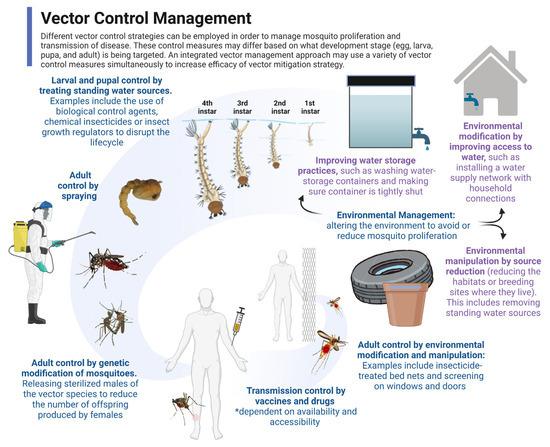 Vector Control Management
Different vector control strategies can be employed in order to manage mosquito proliferation and
transmission of disease. These control measures may differ based on what development stage (egg, larva,
pupa, and adult) is being targeted. An integrated vector management approach may use a variety of vector
control measures simultaneously to increase efficacy of vector mitigation strategy.
Larval and pupal control by
treating standing water sources.
Examples include the use of
biological control agents,
chemical insecticides or insect
growth regulators to disrupt the
lifecycle
4th
instar
3rd
instar
2nd
instar
1st
instar
Improving water storage
practices, such as washing water-
storage containers and making
sure container is tightly shut
Environmental
modification by
improving access to
water, such as
installing a water
supply network with
household
connections
Adult
control by
spraying
Environmental Management:
altering the environment to avoid or
reduce mosquito proliferation
Environmental
manipulation by source
reduction (reducing the
habitats or breeding
sites where they live).
This includes removing
standing water sources
Adult control by genetic
modification of mosquitoes.
Releasing sterilized males of
the vector species to reduce
the number of offspring
produced by females
Transmission control by
vaccines and drugs
*dependent on availability and
accessibility
Adult control by environmental
modification and manipulation:
Examples include insecticide-
treated bed nets and screening
on windows and doors